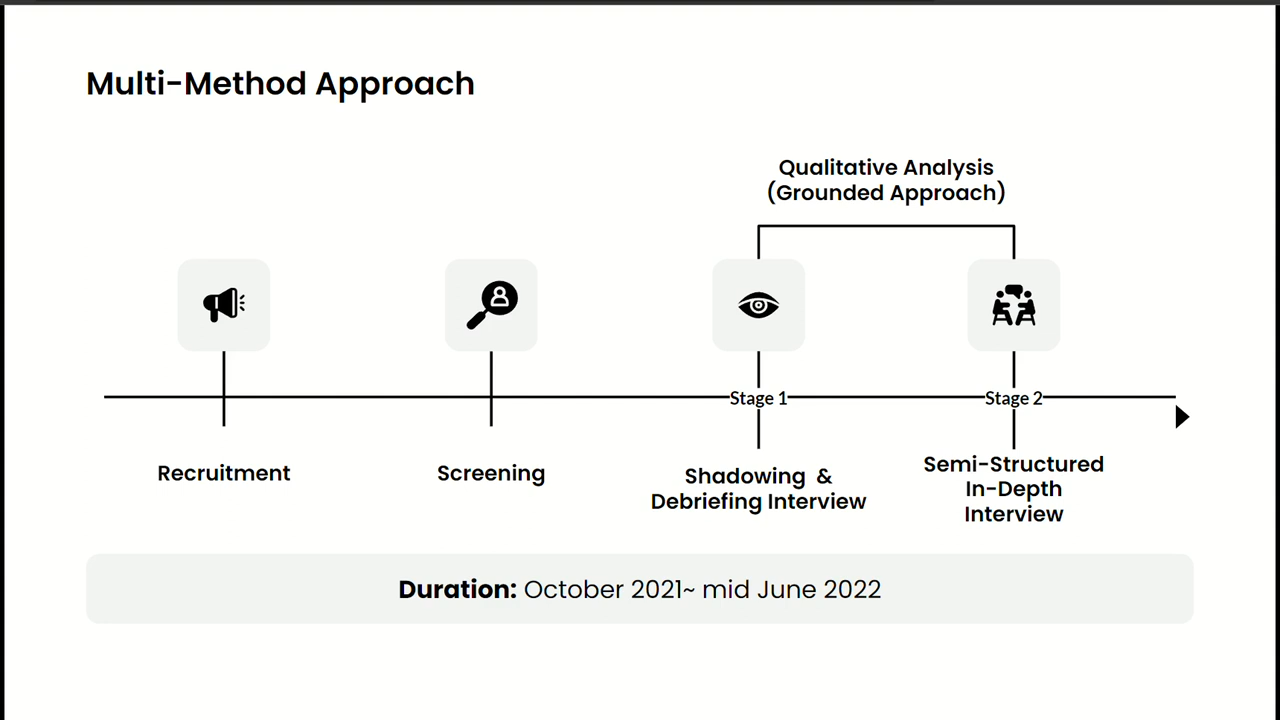 Multi-Method Approach
Qualitative Analysis
(Grounded Approach)
Stage 1
Stage 2
Recruitment
Screening
Shadowing &
Debriefing Interview
Semi-Structured
In-Depth
Interview
Duration: October 2021~ mid June 2022